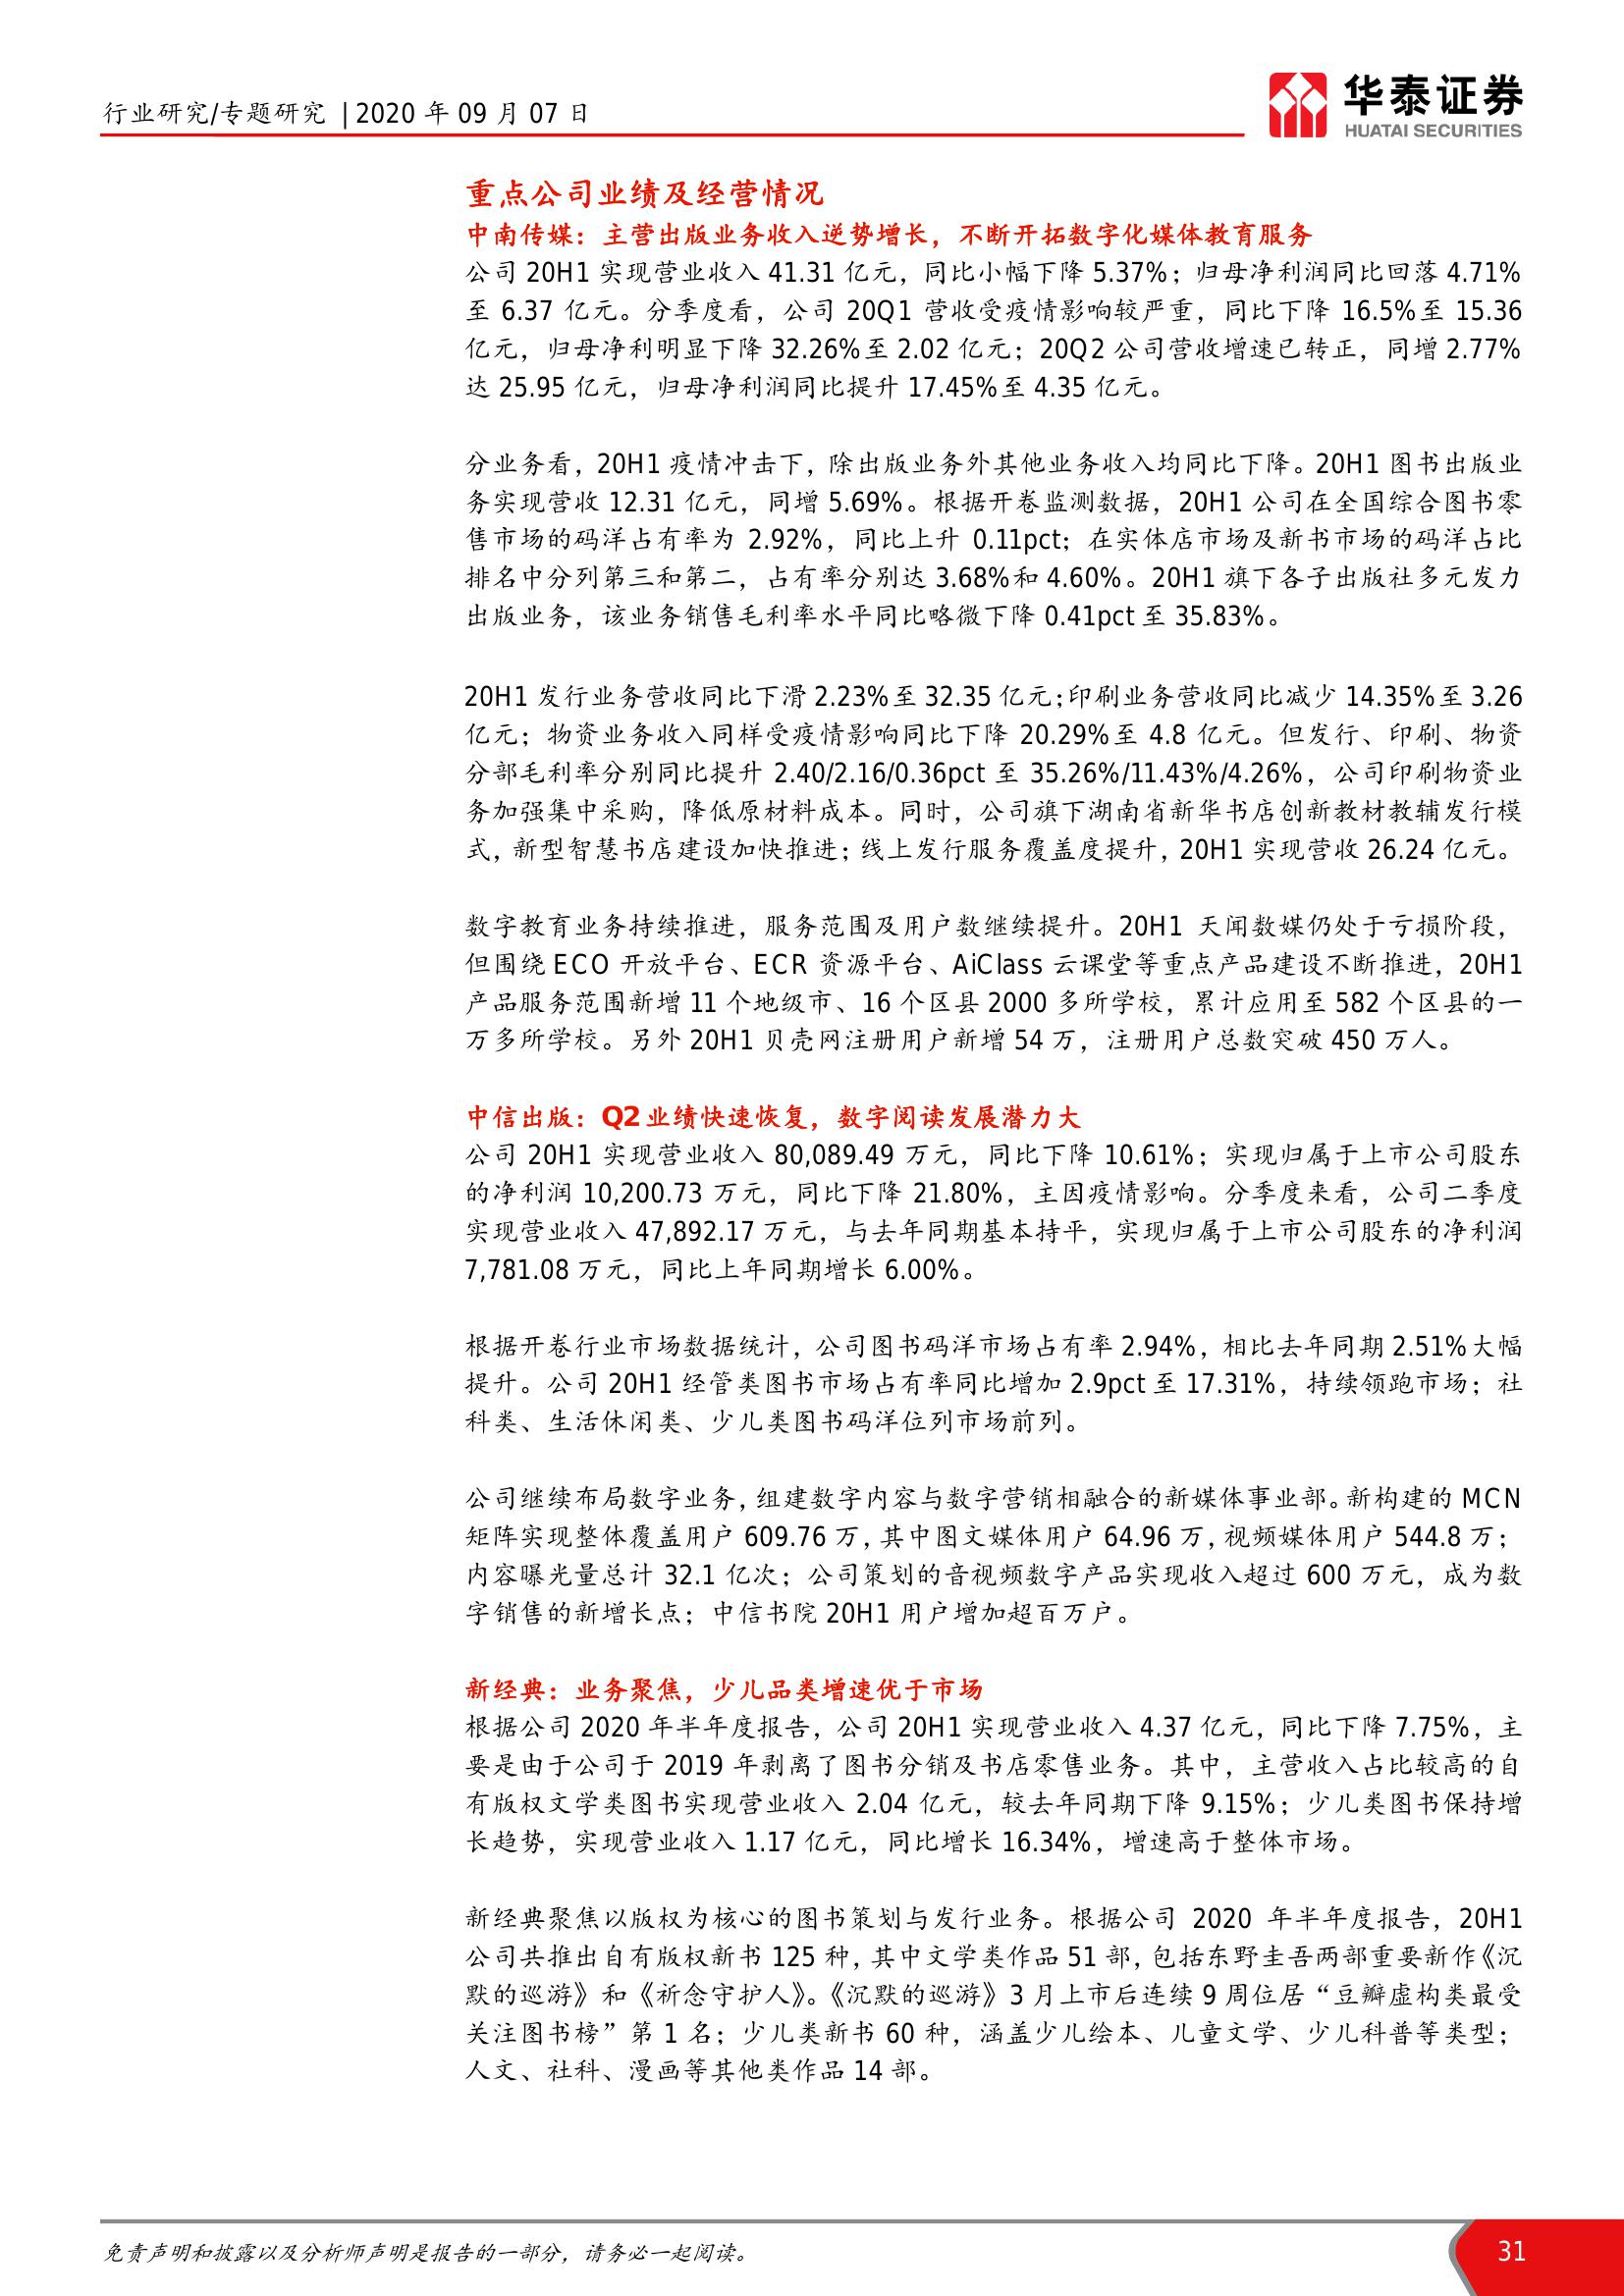 行业研究/专题研究 | 2020 年 09 月 07 日
华泰证券
HUATAI SECURITIES
重点公司业绩及经营情况
中南传媒：主营出版业务收入逆势增长，不断开拓数字化媒体教育服务
公司 20H1 实现营业收入 41.31 亿元，同比小幅下降 5.37%；归母净利润同比回落 4.71%
至 6.37 亿元。分季度看，公司 20Q1 营收受疫情影响较严重，同比下降 16.5%至 15.36
亿元，归母净利明显下降 32.26%至 2.02 亿元；20Q2 公司营收增速已转正，同增 2.77%
达 25.95 亿元，归母净利润同比提升 17.45%至 4.35 亿元。
分业务看，20H1 疫情冲击下，除出版业务外其他业务收入均同比下降。20H1 图书出版业
务实现营收 12.31 亿元，同增 5.69%。根据开卷监测数据，20H1 公司在全国综合图书零
售市场的码洋占有率为 2.92%，同比上升 0.11pct；在实体店市场及新书市场的码洋占比
排名中分列第三和第二，占有率分别达 3.68%和 4.60%。20H1 旗下各子出版社多元发力
出版业务，该业务销售毛利率水平同比略微下降 0.41pct 至 35.83%。
20H1 发行业务营收同比下滑 2.23%至 32.35 亿元；印刷业务营收同比减少 14.35%至 3.26
亿元；物资业务收入同样受疫情影响同比下降 20.29%至 4.8 亿元。但发行、印刷、物资
分部毛利率分别同比提升 2.40/2.16/0.36pct 至 35.26%/11.43%/4.26%，公司印刷物资业
务加强集中采购，降低原材料成本。同时，公司旗下湖南省新华书店创新教材教辅发行模
式，新型智慧书店建设加快推进；线上发行服务覆盖度提升，20H1 实现营收 26.24 亿元。
数字教育业务持续推进，服务范围及用户数继续提升。20H1 天闻数媒仍处于亏损阶段，
但围绕 ECO 开放平台、ECR 资源平台、AiClass 云课堂等重点产品建设不断推进，20H1
产品服务范围新增 11 个地级市、16 个区县 2000 多所学校，累计应用至 582 个区县的一
万多所学校。另外 20H1 贝壳网注册用户新增 54 万，注册用户总数突破 450 万人。
中信出版：Q2 业绩快速恢复，数字阅读发展潜力大
公司 20H1 实现营业收入 80,089.49 万元，同比下降 10.61%；实现归属于上市公司股东
的净利润 10,200.73 万元，同比下降 21.80%，主因疫情影响。分季度来看，公司二季度
实现营业收入 47,892.17 万元，与去年同期基本持平，实现归属于上市公司股东的净利润
7,781.08 万元，同比上年同期增长 6.00%。
根据开卷行业市场数据统计，公司图书码洋市场占有率 2.94%，相比去年同期 2.51%大幅
提升。公司 20H1 经管类图书市场占有率同比增加 2.9pct 至 17.31%，持续领跑市场；社
科类、生活休闲类、少儿类图书码洋位列市场前列。
公司继续布局数字业务，组建数字内容与数字营销相融合的新媒体事业部。新构建的 MCN
矩阵实现整体覆盖用户 609.76 万，其中图文媒体用户 64.96 万，视频媒体用户 544.8 万；
内容曝光量总计 32.1 亿次；公司策划的音视频数字产品实现收入超过 600 万元，成为数
字销售的新增长点；中信书院 20H1 用户增加超百万户。
新经典：业务聚焦，少儿品类增速优于市场
根据公司 2020 年半年度报告，公司 20H1 实现营业收入 4.37 亿元，同比下降 7.75%，主
要是由于公司于 2019 年剥离了图书分销及书店零售业务。其中，主营收入占比较高的自
有版权文学类图书实现营业收入 2.04 亿元，较去年同期下降 9.15%；少儿类图书保持增
长趋势，实现营业收入 1.17 亿元，同比增长 16.34%，增速高于整体市场。
新经典聚焦以版权为核心的图书策划与发行业务。根据公司 2020 年半年度报告，20H1
公司共推出自有版权新书 125 种，其中文学类作品 51 部，包括东野圭吾两部重要新作《沉
默的巡游》和《祈念守护人》。《沉默的巡游》3 月上市后连续 9 周位居“豆瓣虚构类最受
关注图书榜”第 1 名；少儿类新书 60 种，涵盖少儿绘本、儿童文学、少儿科普等类型；
人文、社科、漫画等其他类作品 14 部。
免责声明和披露以及分析师声明是报告的一部分，请务必一起阅读。
31